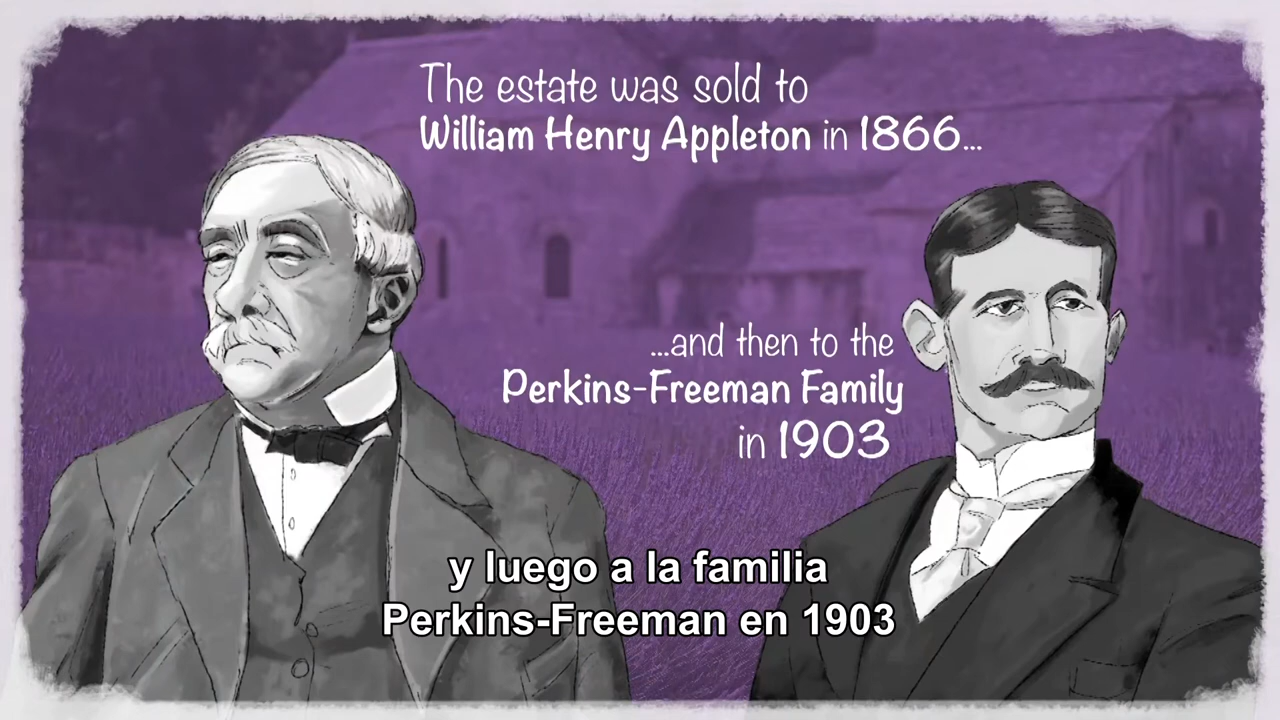 The estate was sold to
William Henry Appleton in 1866...
...and then to the
Perkins-Freeman Family
in 1903
y luego a la familia
Perkins-Freeman en 1903